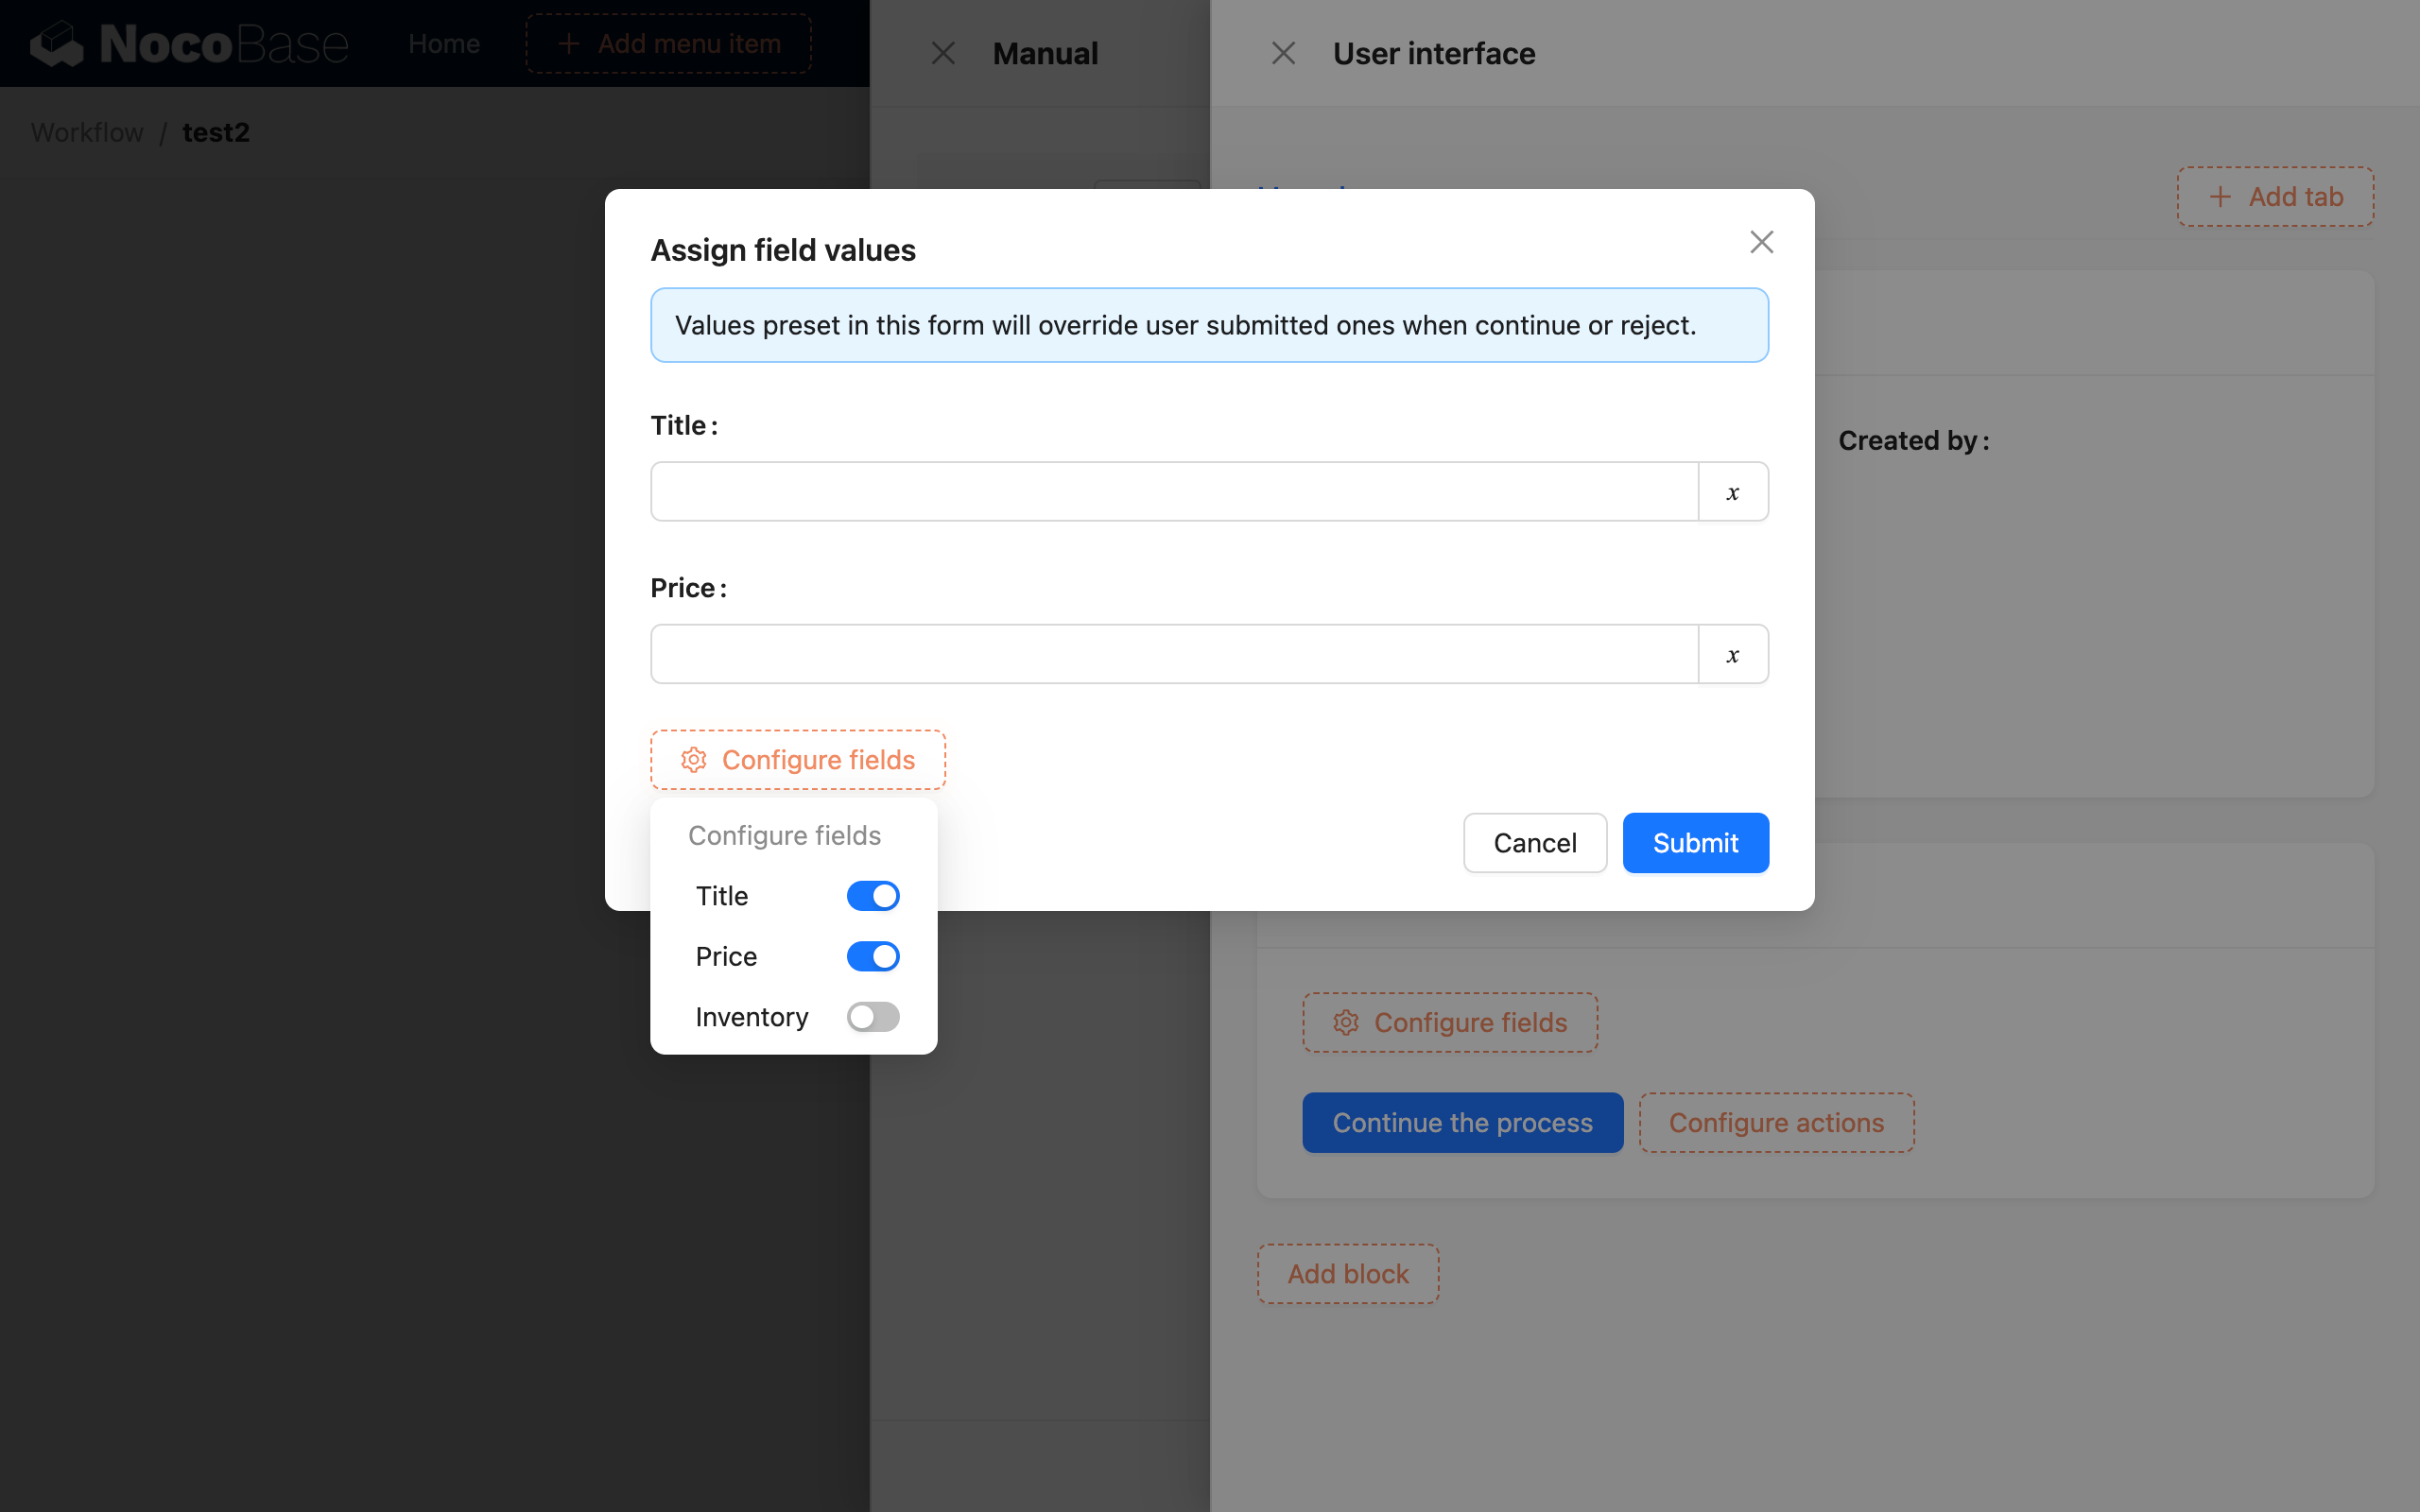 NocoBase
Home
+ Add menu item
Manual
User interface
Workflow / test2
+ Add tab
Assign field values
Values preset in this form will override user submitted ones when continue or reject.
Title:
x
Created by:
Price:
x
Configure fields
Configure fields
Title
Price
Inventory
Cancel
Submit
Configure fields
Continue the process
Configure actions
Add block